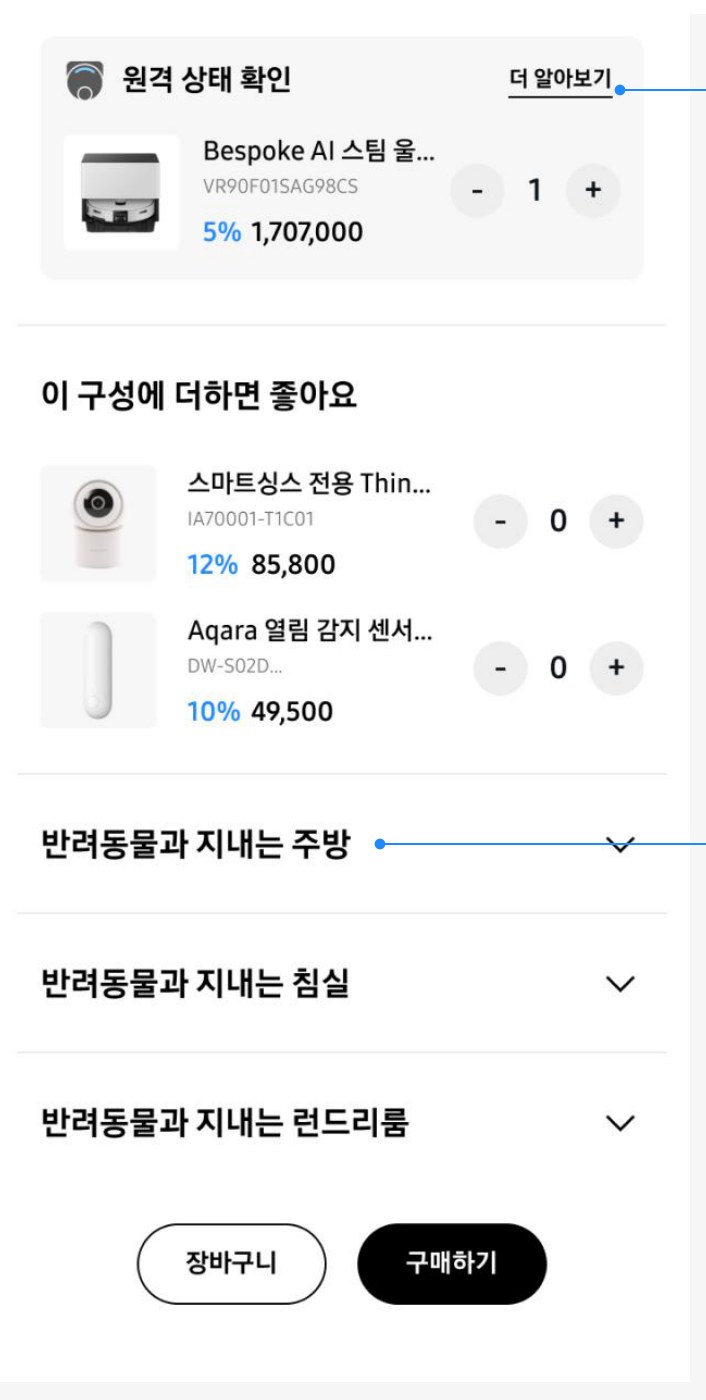 원격 상태 확인
더 알아보기
Bespoke AI 스팀 울...
VR90F01SAG98CS
- 1 +
5% 1,707,000
이 구성에 더하면 좋아요
스마트싱스 전용 Thin...
IA70001-T1C01
- 0 +
12% 85,800
Aqara 열림 감지 센서...
DW-S02D...
- 0 +
10% 49,500
반려동물과 지내는 주방
반려동물과 지내는 침실
반려동물과 지내는 런드리룸
장바구니
구매하기